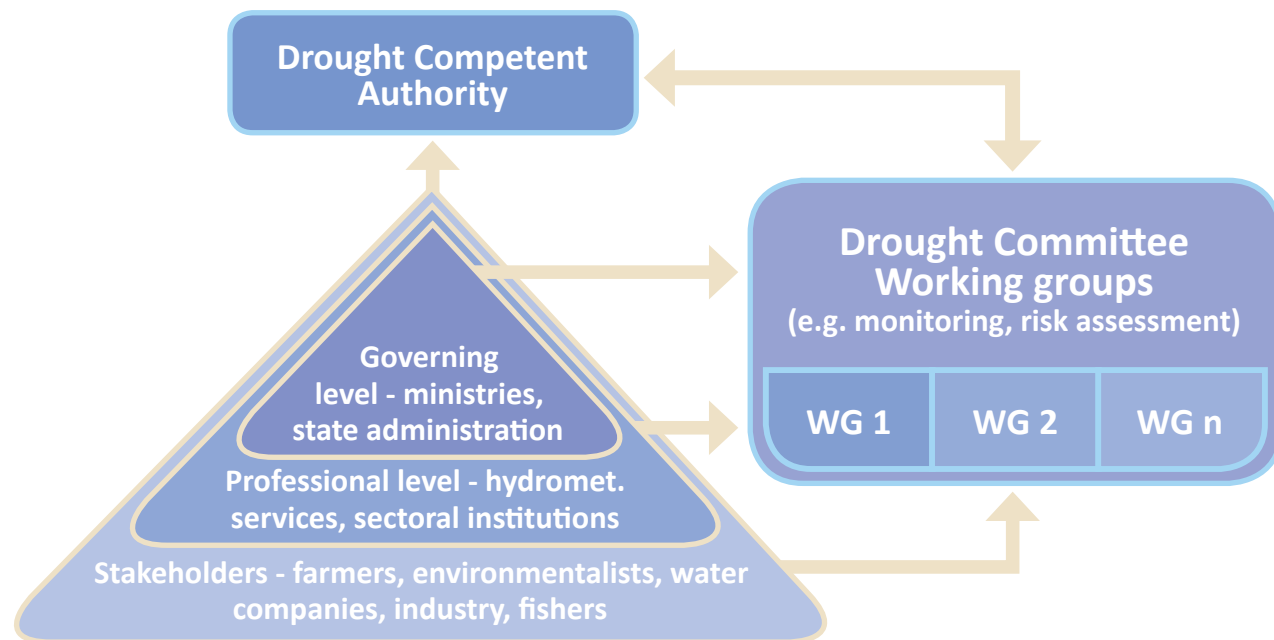 Drought Competent
Authority
Drought Committee
Working groups
(e.g. monitoring, risk assessment)
WG 1
WG 2
WG n
Governing
level - ministries,
state administration
Professional level - hydromet.
services, sectoral institutions
Stakeholders - farmers, environmentalists, water
companies, industry, fishers